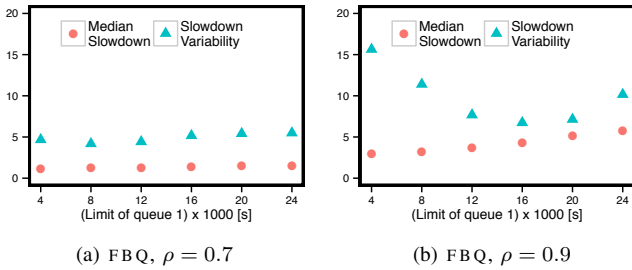 20
15
10
5
0
Median Slowdown
Slowdown Variability
4 8 12 16 20 24
(Limit of queue 1) x 1000 [s]
(a) FBQ, ρ = 0.7
20
15
10
5
0
Median Slowdown
Slowdown Variability
4 8 12 16 20 24
(Limit of queue 1) x 1000 [s]
(b) FBQ, ρ = 0.9